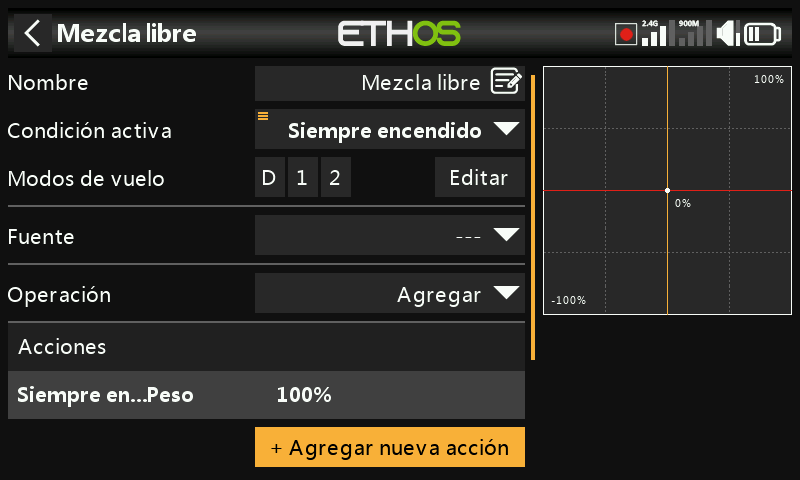 Mezcla libre
ETHOS
2.4G
900M
Nombre
Mezcla libre
Condición activa
Siempre encendido
Modos de vuelo
D 1 2
Editar
Fuente
---
Operación
Agregar
Acciones
Siempre en...Peso
100%
+ Agregar nueva acción
100%
0%
-100%